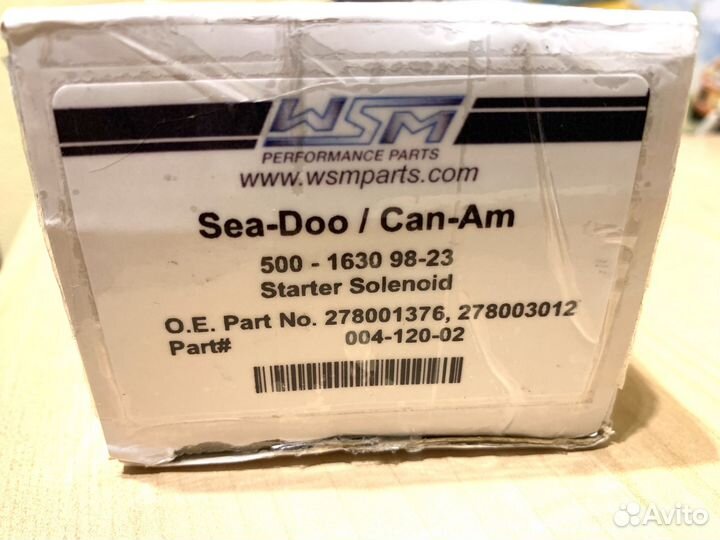 WSM
PERFORMANCE PARTS
www.wsmparts.com
Sea-Doo / Can-Am
500 - 1630 98-23
Starter Solenoid
O.E. Part No. 278001376, 278003012
Part# 004-120-02
Avito